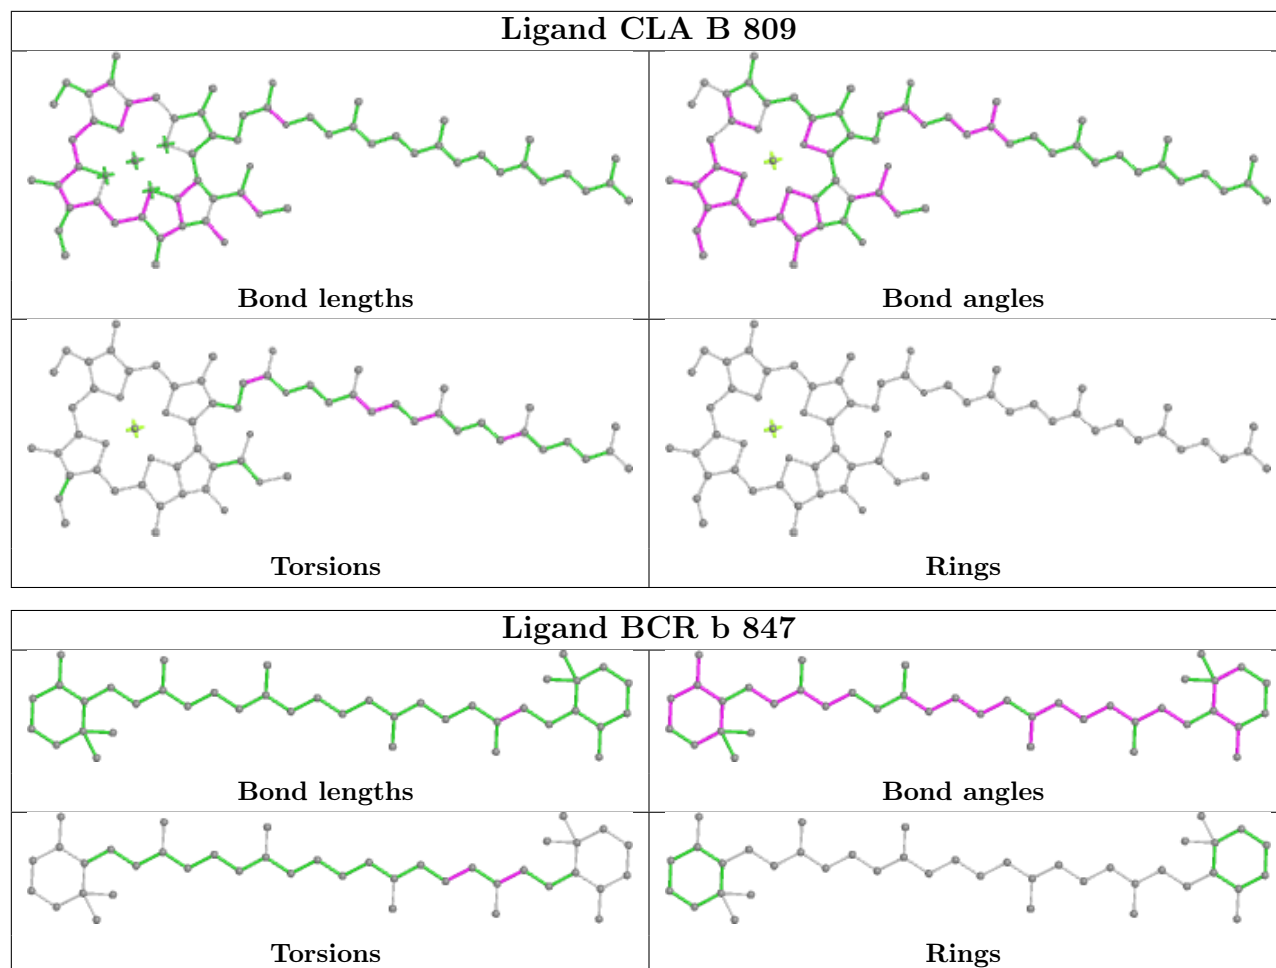 Ligand CLA B 809
Bond lengths
Bond angles
Torsions
Rings
Ligand BCR b 847
Bond lengths
Bond angles
Torsions
Rings